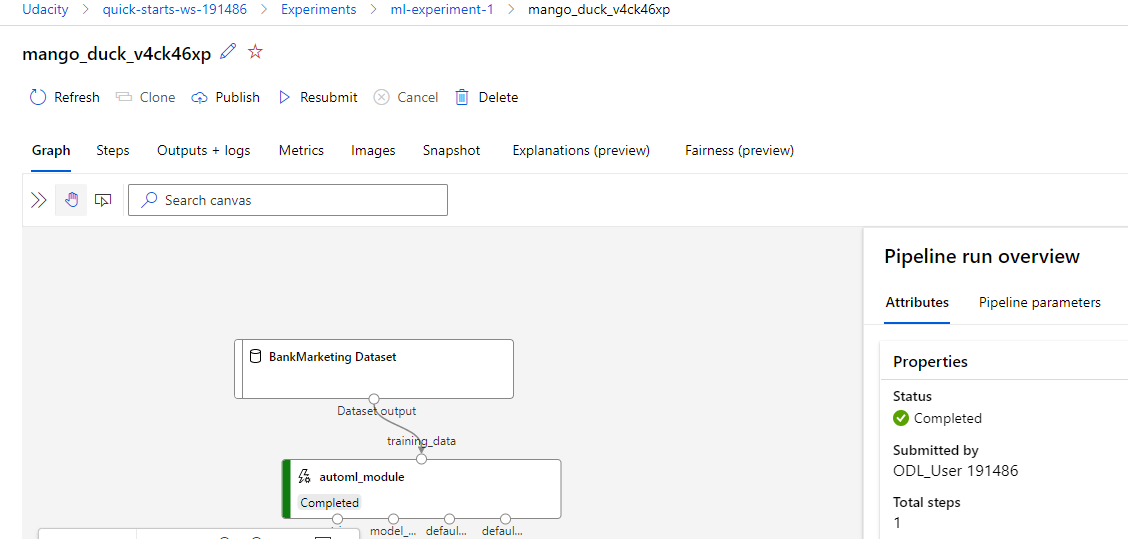 Udacity > quick-starts-ws-191486 > Experiments > ml-experiment-1 > mango_duck_v4ck46xp
mango_duck_v4ck46xp
Refresh Clone Publish Resubmit Cancel Delete
Graph Steps Outputs + logs Metrics Images Snapshot Explanations (preview) Fairness (preview)
Search canvas
BankMarketing Dataset
Dataset output
training_data
automl_module
Completed
model_... defaul... defaul...
Pipeline run overview
Attributes Pipeline parameters
Properties
Status
Completed
Submitted by
ODL_User 191486
Total steps
1